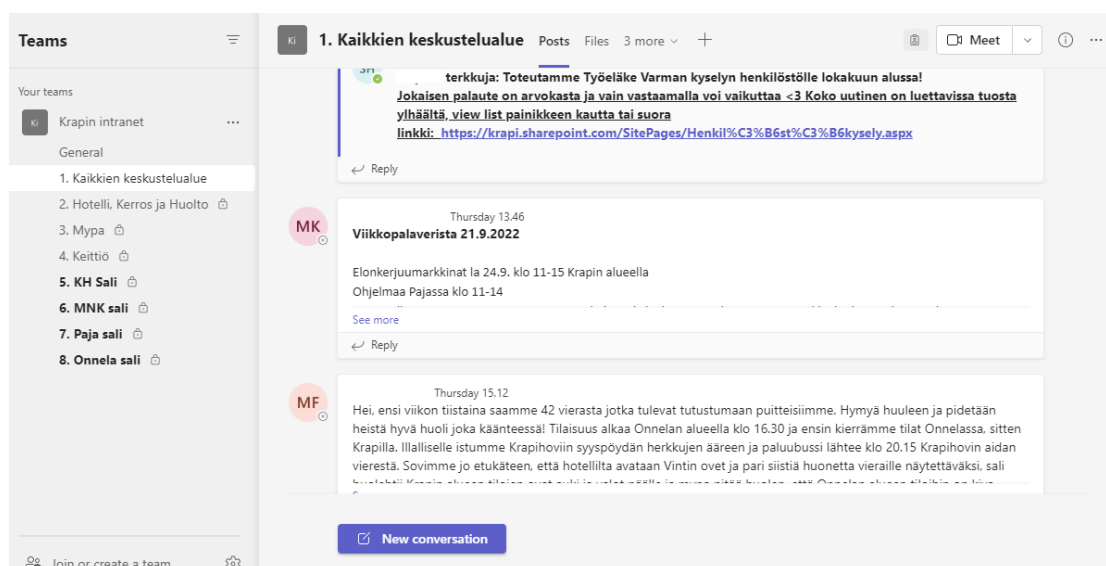 Teams
Your teams
Ki
Krapin intranet
General
1. Kaikkien keskustelualue
2. Hotelli, Kerros ja Huolto
3. Mypa
4. Keittiö
5. KH Sali
6. MNK sali
7. Paja sali
8. Onnela sali
Join or create a team
Ki 1. Kaikkien keskustelualue Posts Files 3 more
Meet
SH
terkkuja: Toteutamme Työeläke Varman kyselyn henkilöstölle lokakuun alussa!
Jokaisen palaute on arvokasta ja vain vastaamalla voi vaikuttaa <3 Koko uutinen on luettavissa tuosta
ylhäältä, view list painikkeen kautta tai suora
linkki: https://krapi.sharepoint.com/SitePages/Henkil%C3%B6st%C3%B6kysely.aspx
Reply
MK
Thursday 13.46
Viikkopalaverista 21.9.2022
Elonkerjuumarkkinat la 24.9. klo 11-15 Krapin alueella
Ohjelmaa Pajassa klo 11-14
See more
Reply
MF
Thursday 15.12
Hei, ensi viikon tiistaina saamme 42 vierasta jotka tulevat tutustumaan puitteisiimme. Hymyä huuleen ja pidetään
heistä hyvä huoli joka käänteessä! Tilaisuus alkaa Onnelan alueella klo 16.30 ja ensin kierrämme tilat Onnelassa, sitten
Krapilla. Illalliselle istumme Krapihoviin syyspöydän herkkujen ääreen ja paluubussi lähtee klo 20.15 Krapihovin aidan
vierestä. Sovimme jo etukäteen, että hotellilta avataan Vintin ovet ja pari siistiä huonetta vieraille näytettäväksi, sali
New conversation